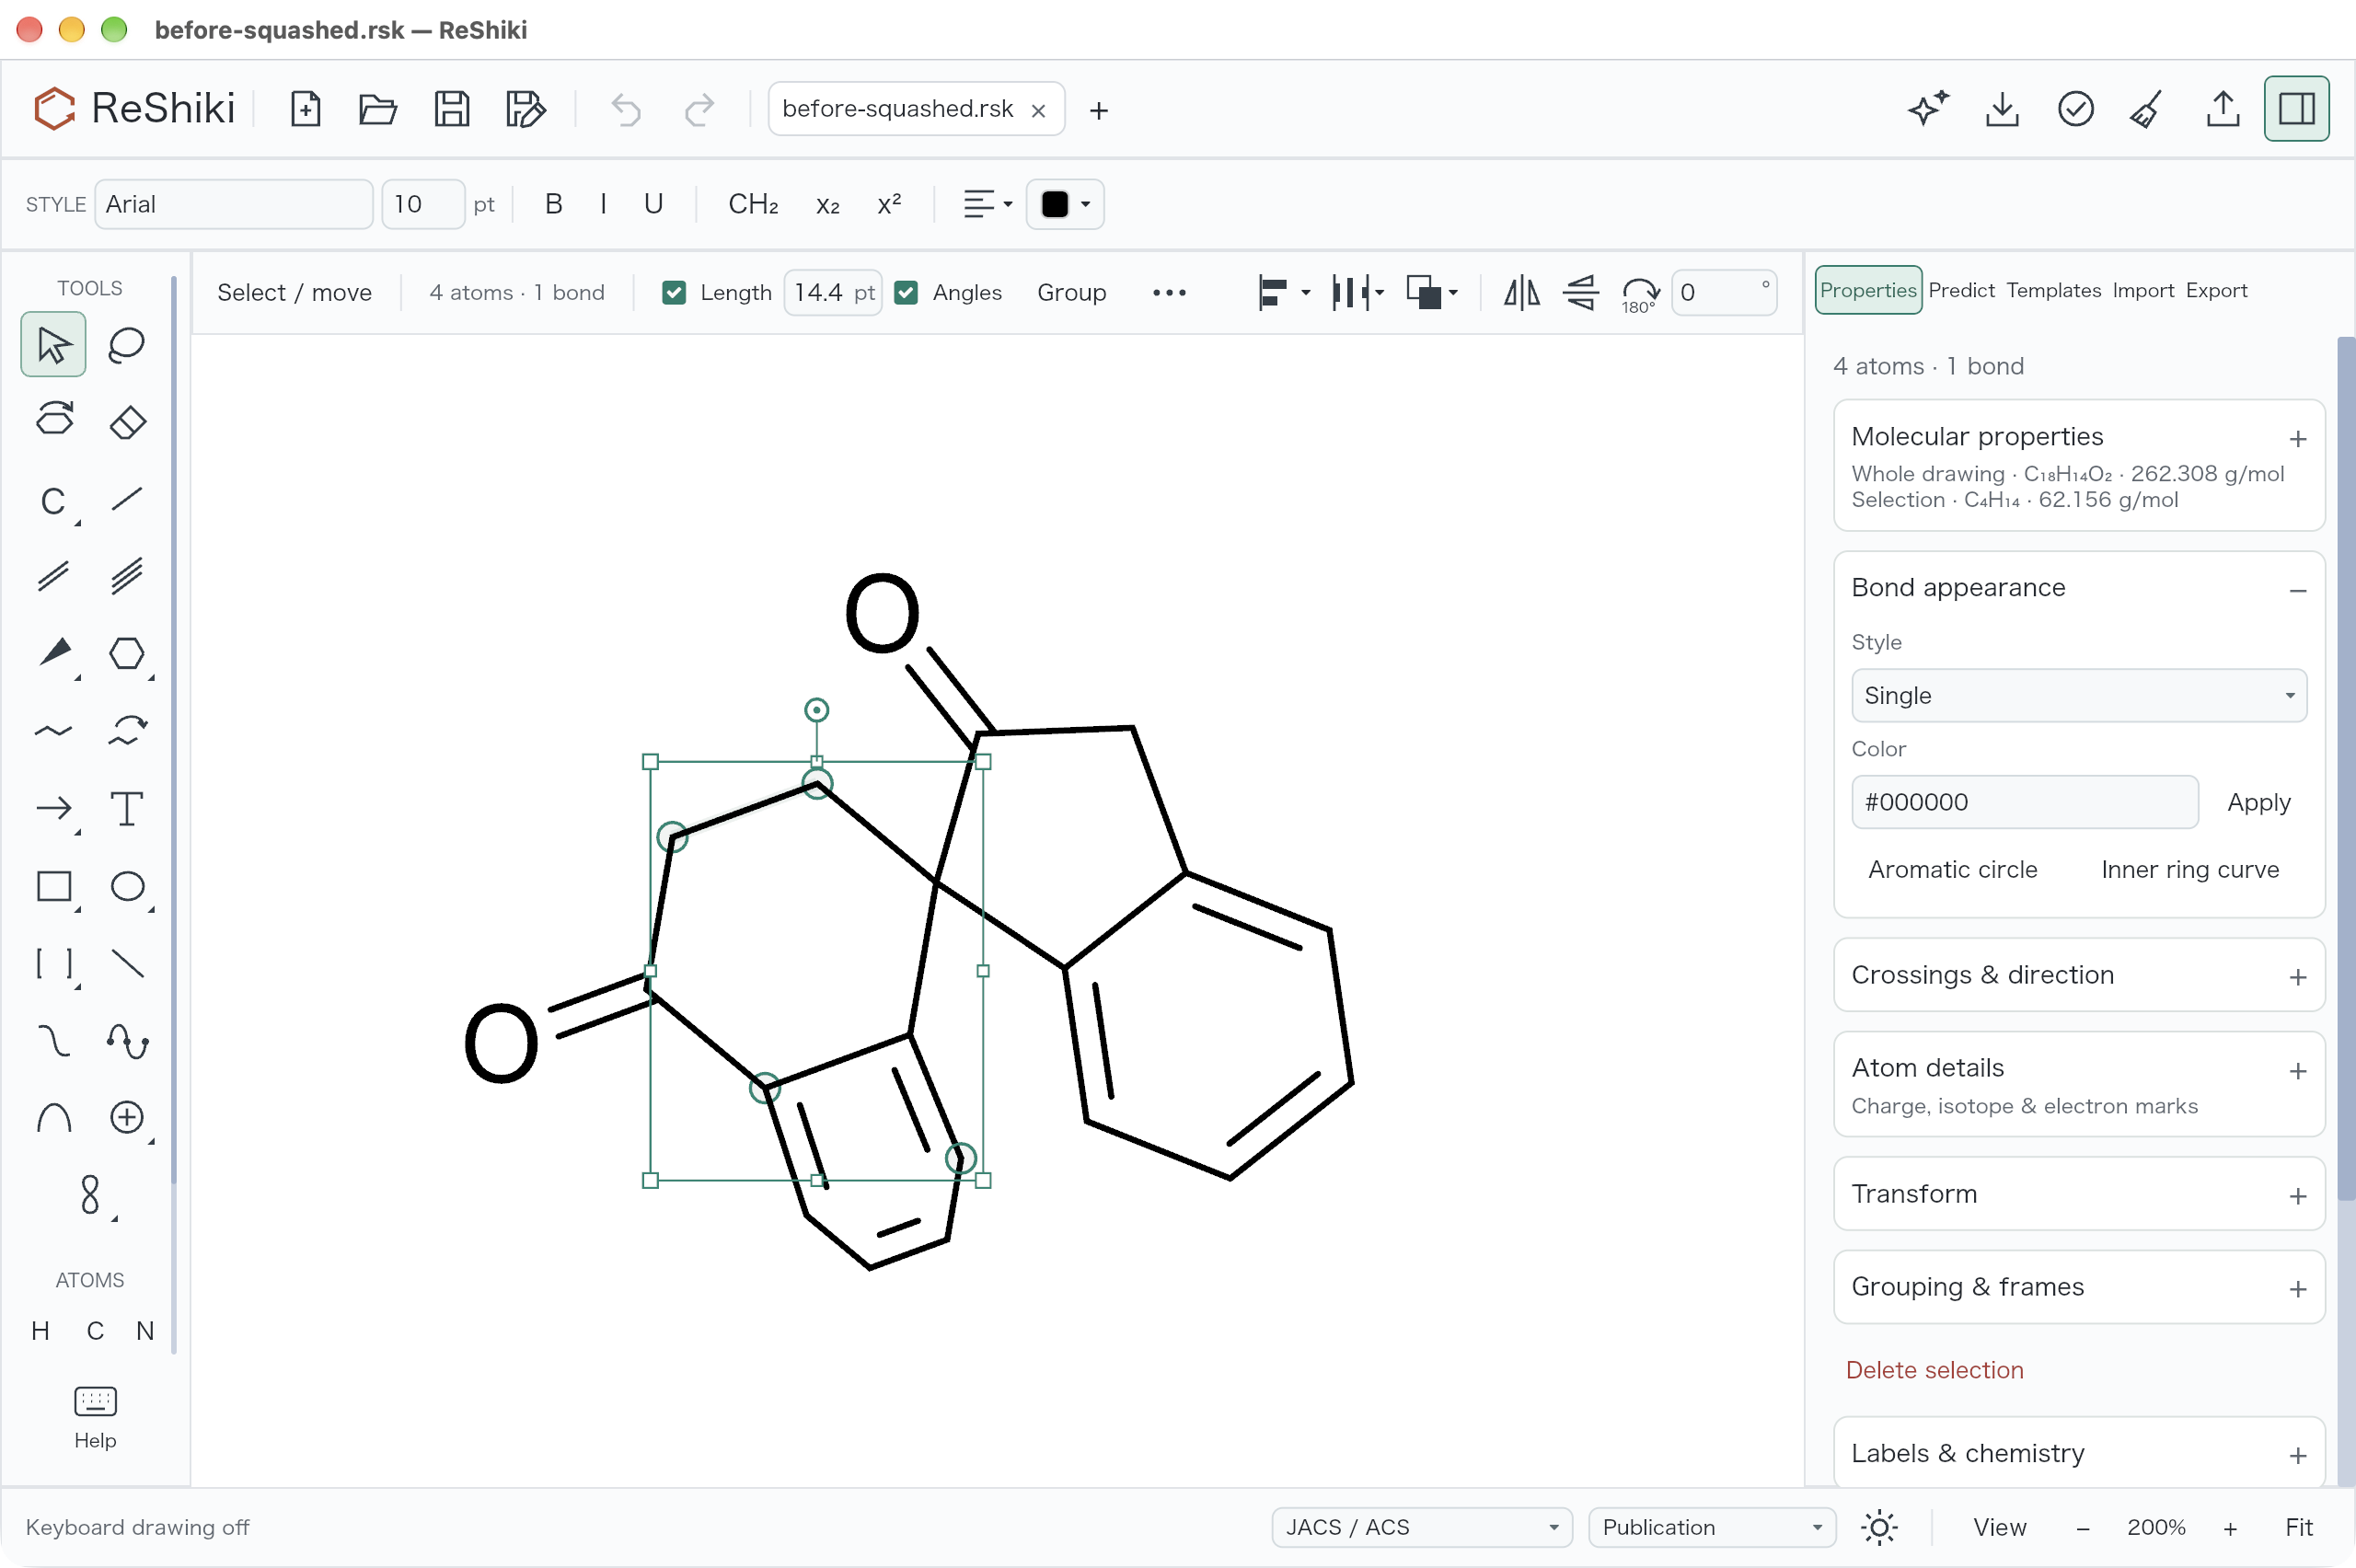 before-squashed.rsk — ReShiki
ReShiki
before-squashed.rsk × +
STYLE Arial 10 pt B I U CH₂ x₂ x²
TOOLS
Select / move 4 atoms · 1 bond Length 14.4 pt Angles Group ••• 180° 0 °
Properties Predict Templates Import Export
4 atoms · 1 bond
Molecular properties +
Whole drawing · C₁₈H₁₄O₂ · 262.308 g/mol
Selection · C₄H₁₄ · 62.156 g/mol
Bond appearance −
Style
Single
Color
#000000 Apply
Aromatic circle Inner ring curve
Crossings & direction +
Atom details +
Charge, isotope & electron marks
Transform +
Grouping & frames +
Delete selection
Labels & chemistry +
C
T
[ ]
O
O
ATOMS
H C N
Help
Keyboard drawing off JACS / ACS Publication View − 200% + Fit